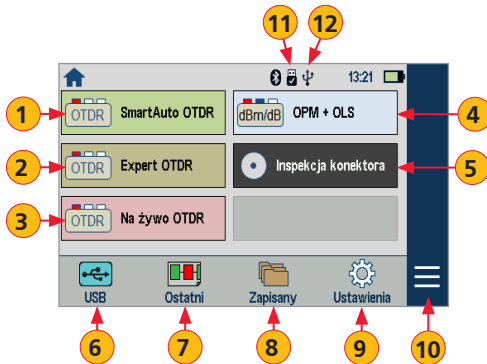 11 12
13:21
1 OTDR SmartAuto OTDR dBm/dB OPM + OLS 4
2 OTDR Expert OTDR Inspekcja konektora 5
3 OTDR Na żywo OTDR
USB Ostatni Zapisany Ustawienia
6 7 8 9 10